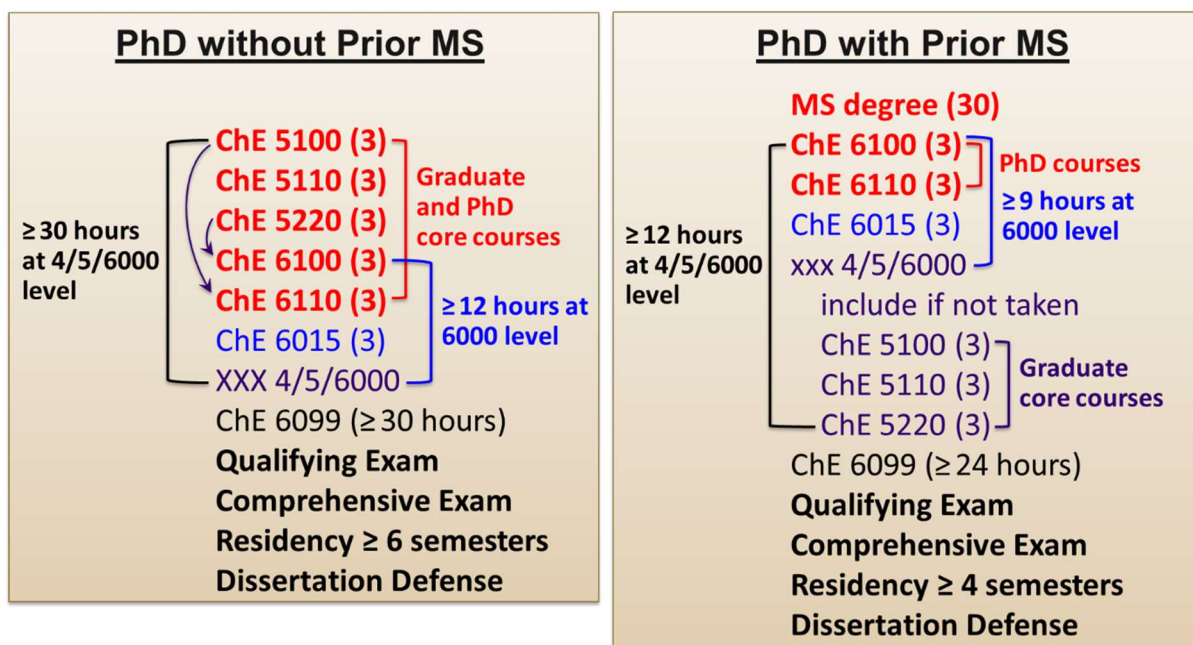 PhD without Prior MS
ChE 5100 (3)
ChE 5110 (3)
ChE 5220 (3)
ChE 6100 (3)
ChE 6110 (3)
ChE 6015 (3)
XXX 4/5/6000
ChE 6099 (≥ 30 hours)
Qualifying Exam
Comprehensive Exam
Residency ≥ 6 semesters
Dissertation Defense
≥ 30 hours
at 4/5/6000
level
Graduate
and PhD
core courses
≥ 12 hours at
6000 level
PhD with Prior MS
MS degree (30)
ChE 6100 (3)
ChE 6110 (3)
ChE 6015 (3)
xxx 4/5/6000
include if not taken
ChE 5100 (3)
ChE 5110 (3)
ChE 5220 (3)
ChE 6099 (≥ 24 hours)
Qualifying Exam
Comprehensive Exam
Residency ≥ 4 semesters
Dissertation Defense
≥ 12 hours
at 4/5/6000
level
PhD courses
≥ 9 hours at
6000 level
Graduate
core courses